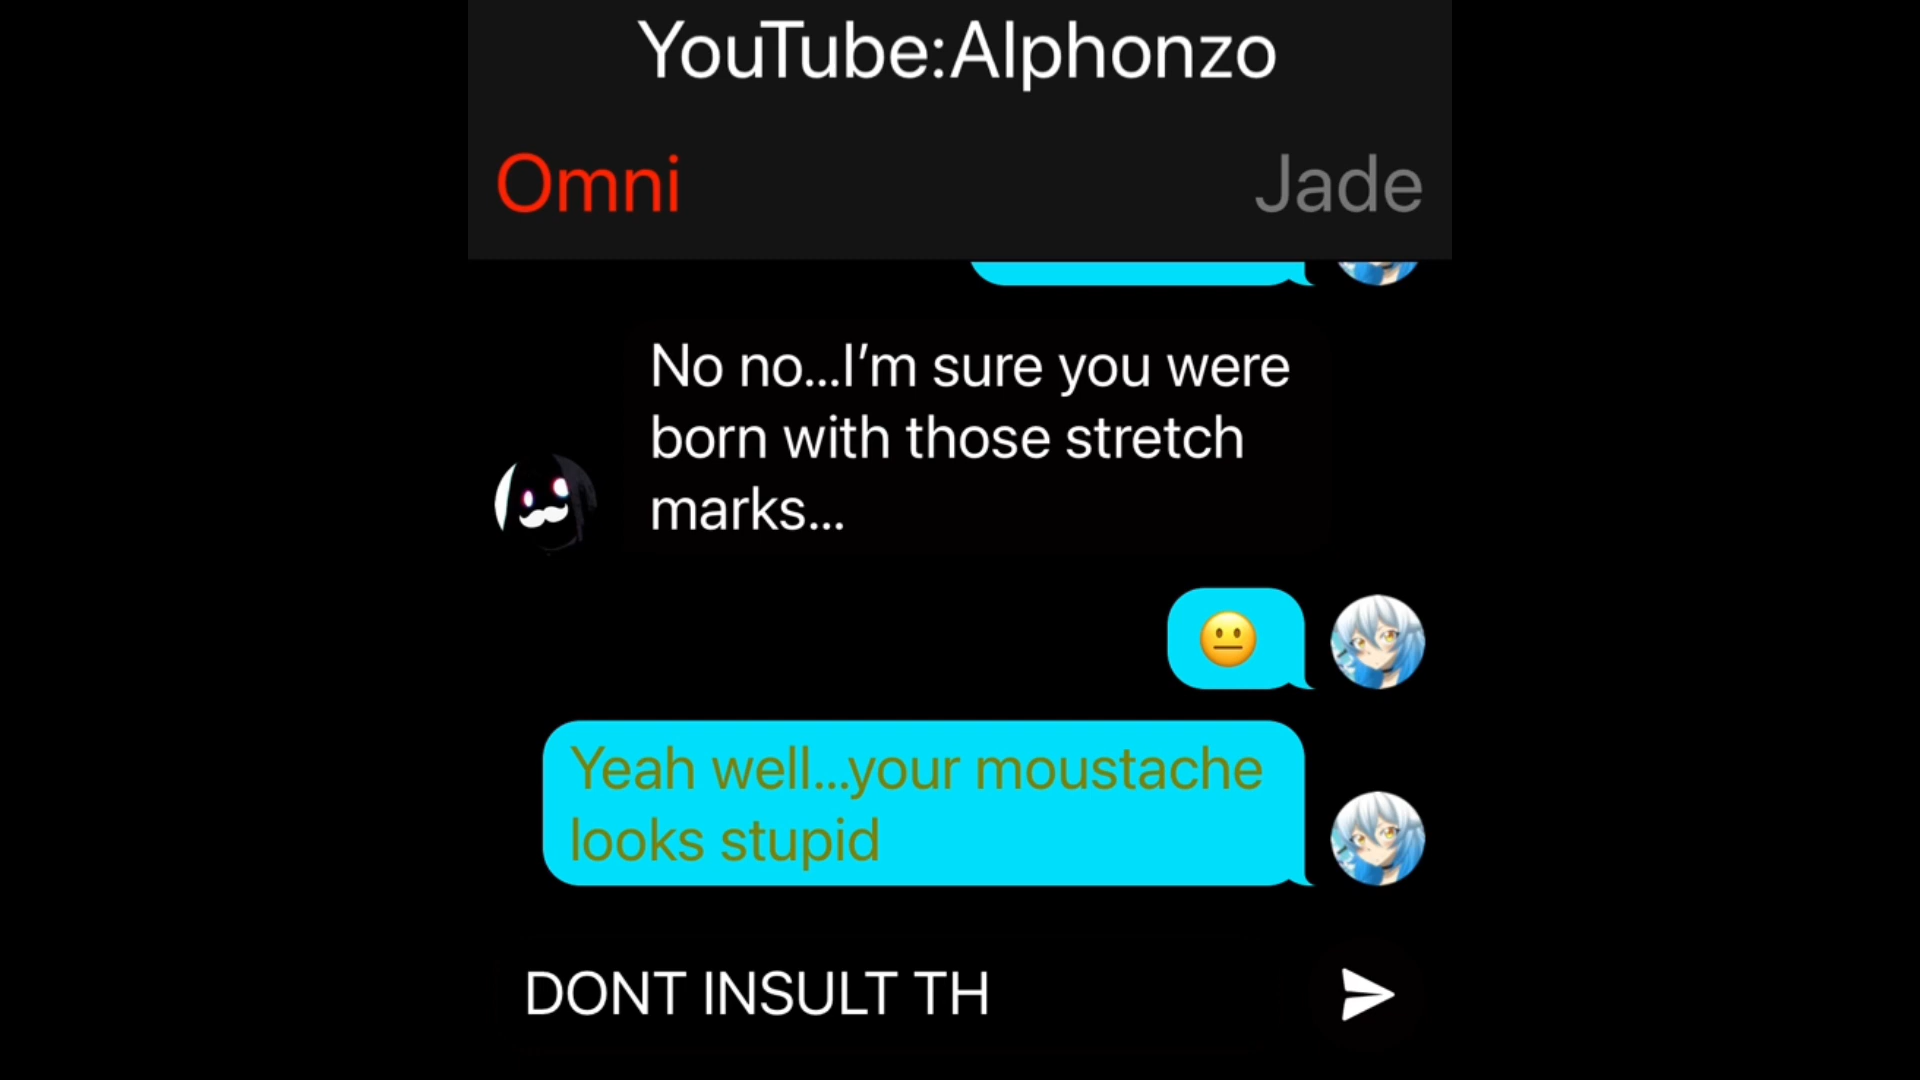 YouTube:Alphonzo
Omni
Jade
No no...I’m sure you were
born with those stretch
marks...
😐
Yeah well...your moustache
looks stupid
DONT INSULT TH